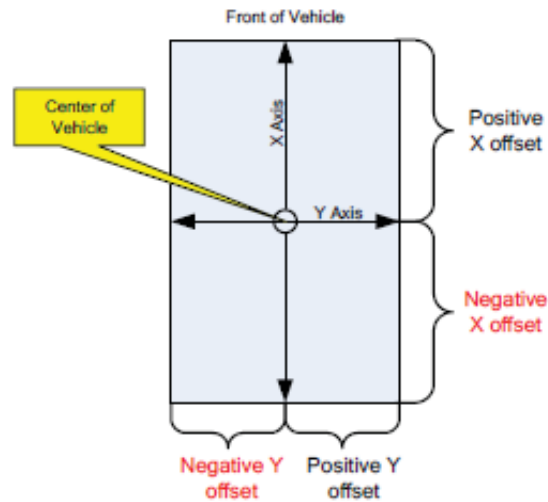 Front of Vehicle
Center of
Vehicle
X Axis
Y Axis
Positive
X offset
Negative
X offset
Negative Y
offset
Positive Y
offset